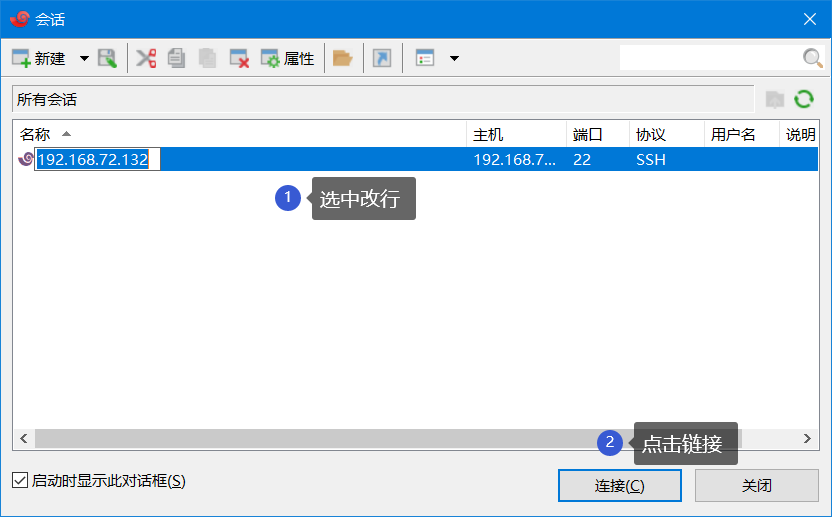 会话
新建 属性
所有会话
名称 主机 端口 协议 用户名 说明
192.168.72.132 192.168.7... 22 SSH
1 选中改行
2 点击链接
启动时显示此对话框(S) 连接(C) 关闭